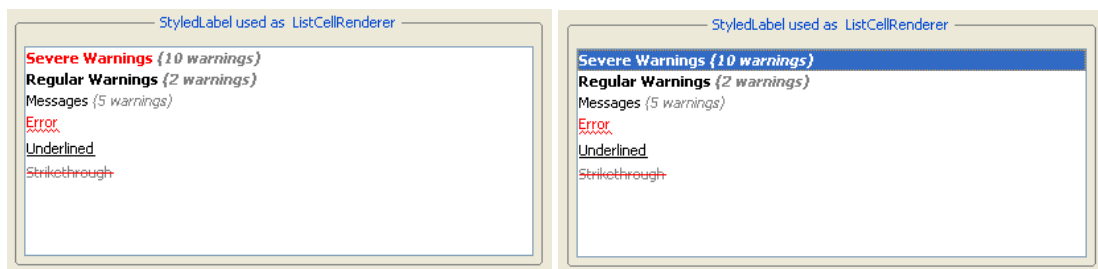 StyledLabel used as ListCellRenderer
Severe Warnings {10 warnings}
Regular Warnings {2 warnings}
Messages {5 warnings}
Error
Underlined
Strikethrough
StyledLabel used as ListCellRenderer
Severe Warnings {10 warnings}
Regular Warnings {2 warnings}
Messages {5 warnings}
Error
Underlined
Strikethrough